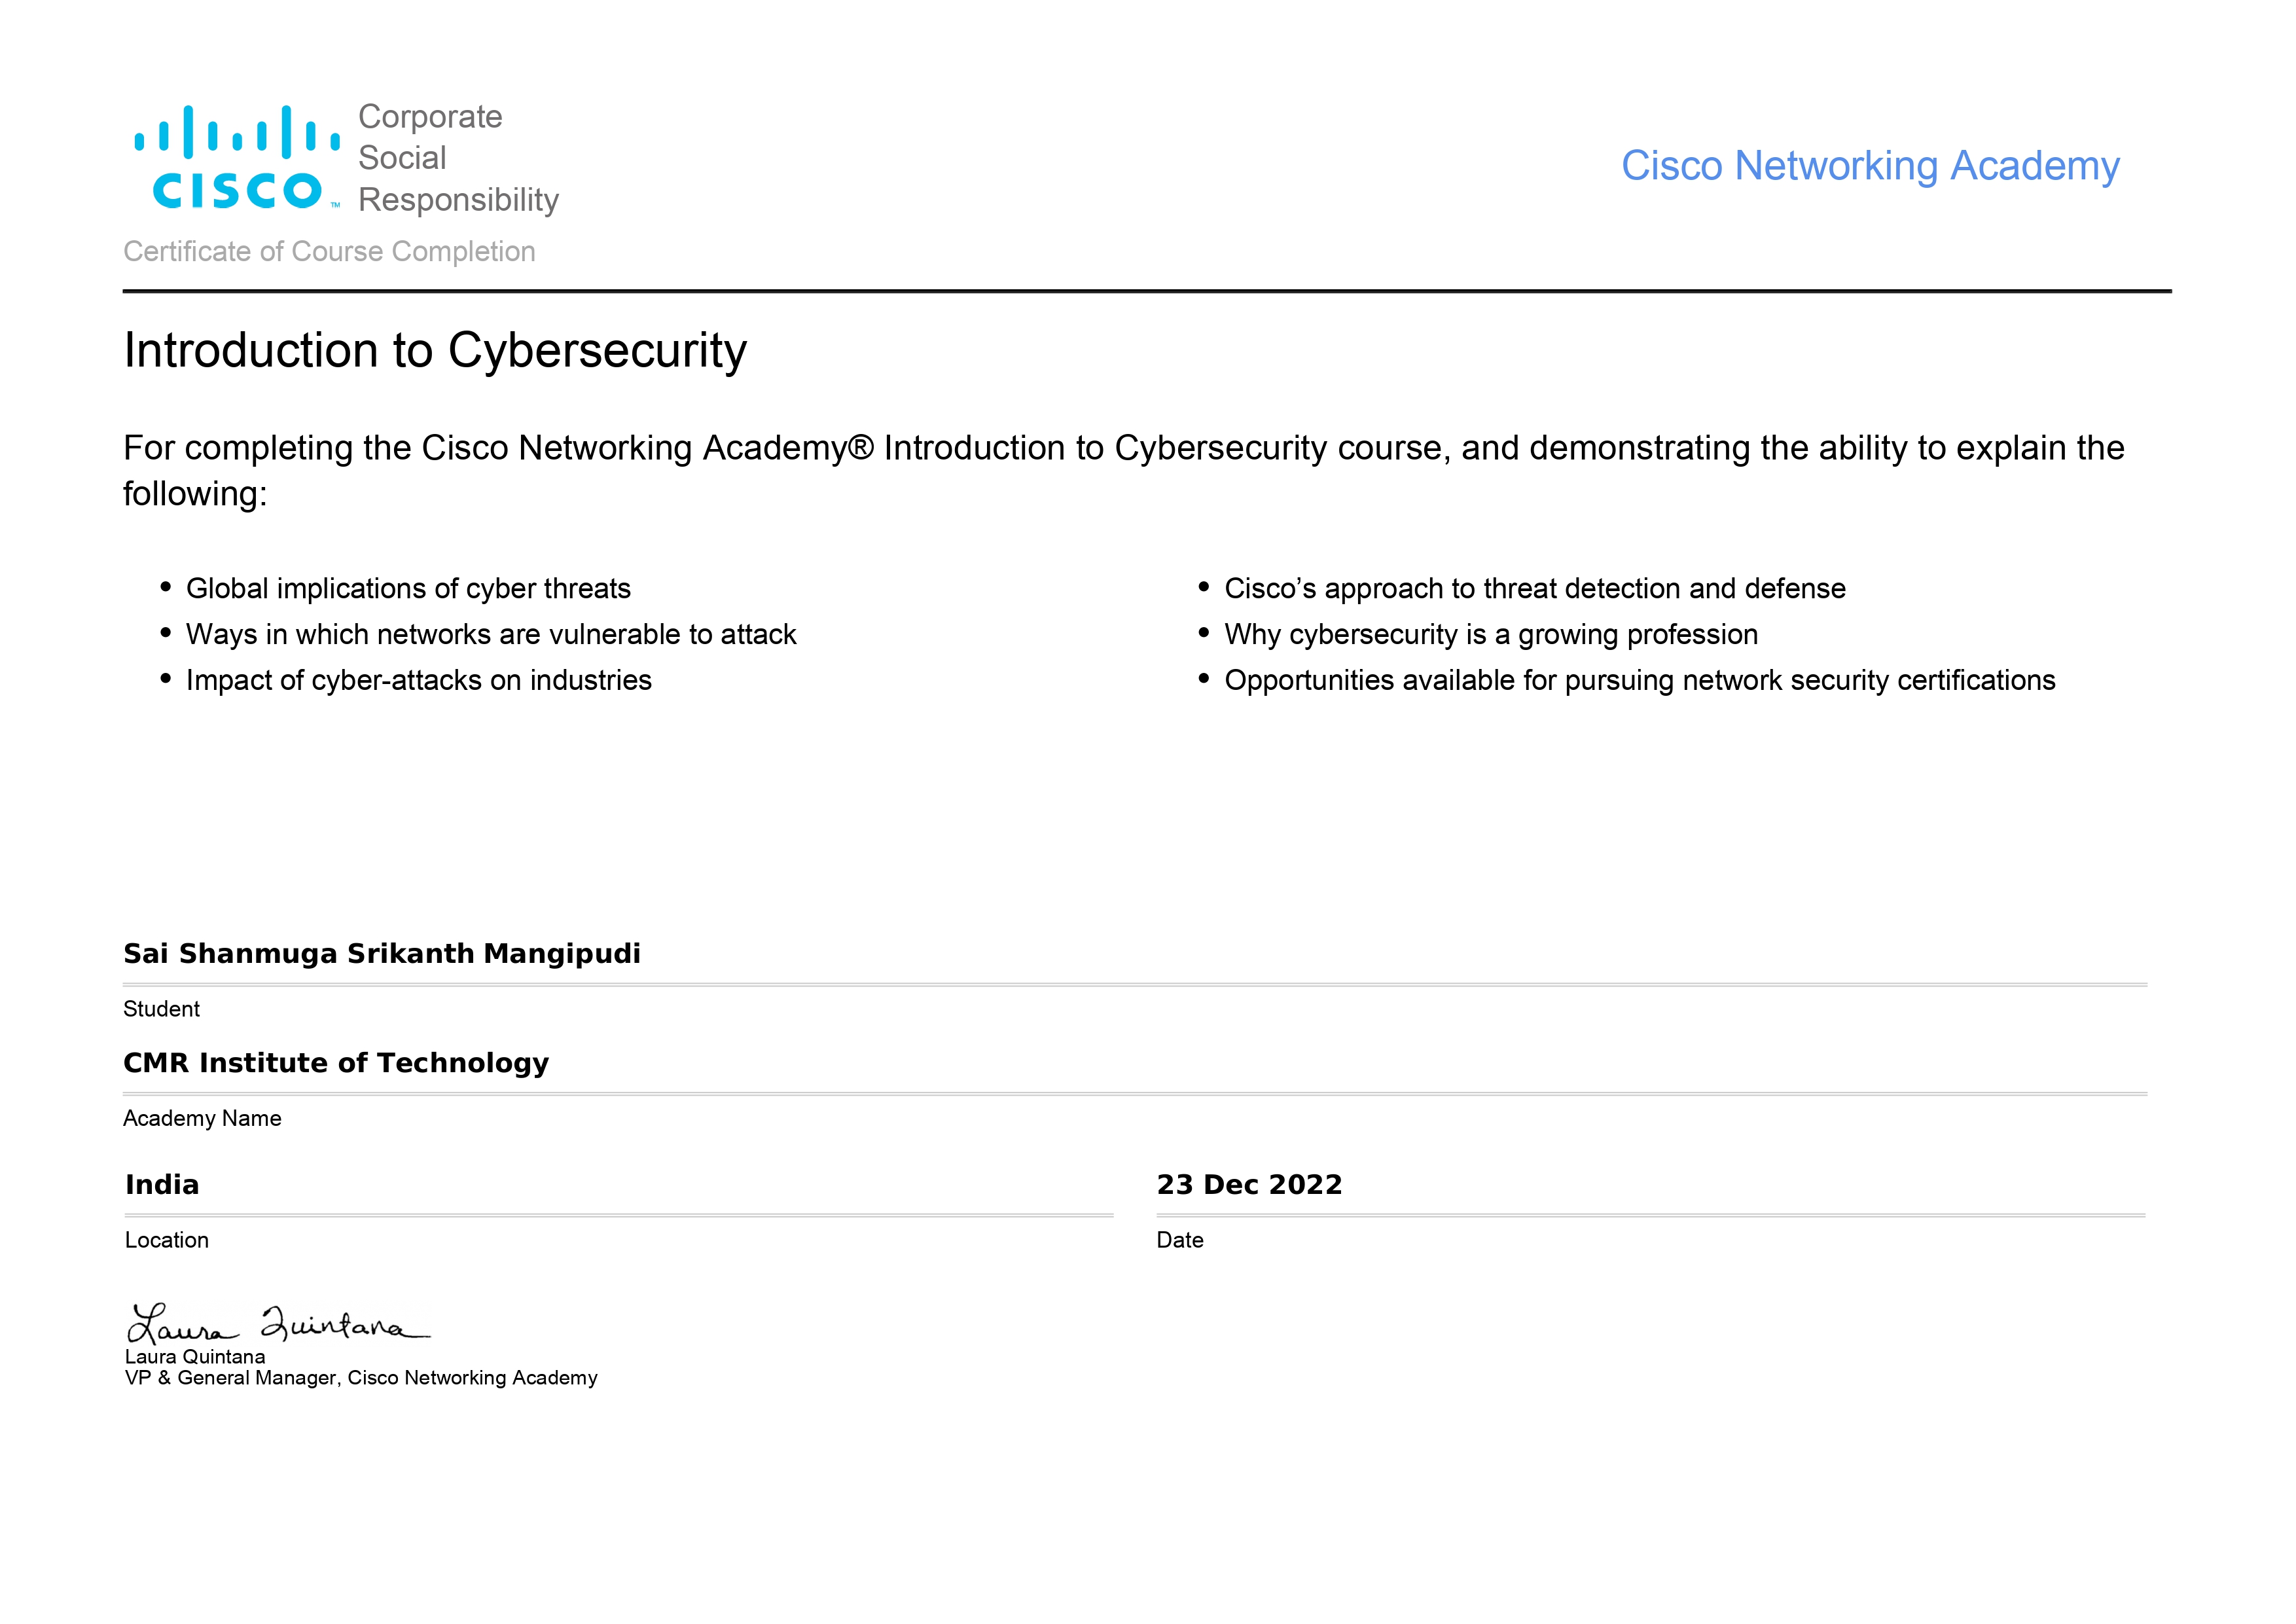 Corporate
Social
Responsibility
CISCO™
Cisco Networking Academy
Certificate of Course Completion
Introduction to Cybersecurity
For completing the Cisco Networking Academy® Introduction to Cybersecurity course, and demonstrating the ability to explain the
following:
• Global implications of cyber threats
• Ways in which networks are vulnerable to attack
• Impact of cyber-attacks on industries
• Cisco’s approach to threat detection and defense
• Why cybersecurity is a growing profession
• Opportunities available for pursuing network security certifications
Sai Shanmuga Srikanth Mangipudi
Student
CMR Institute of Technology
Academy Name
India
Location
23 Dec 2022
Date
Laura Quintana
Laura Quintana
VP & General Manager, Cisco Networking Academy